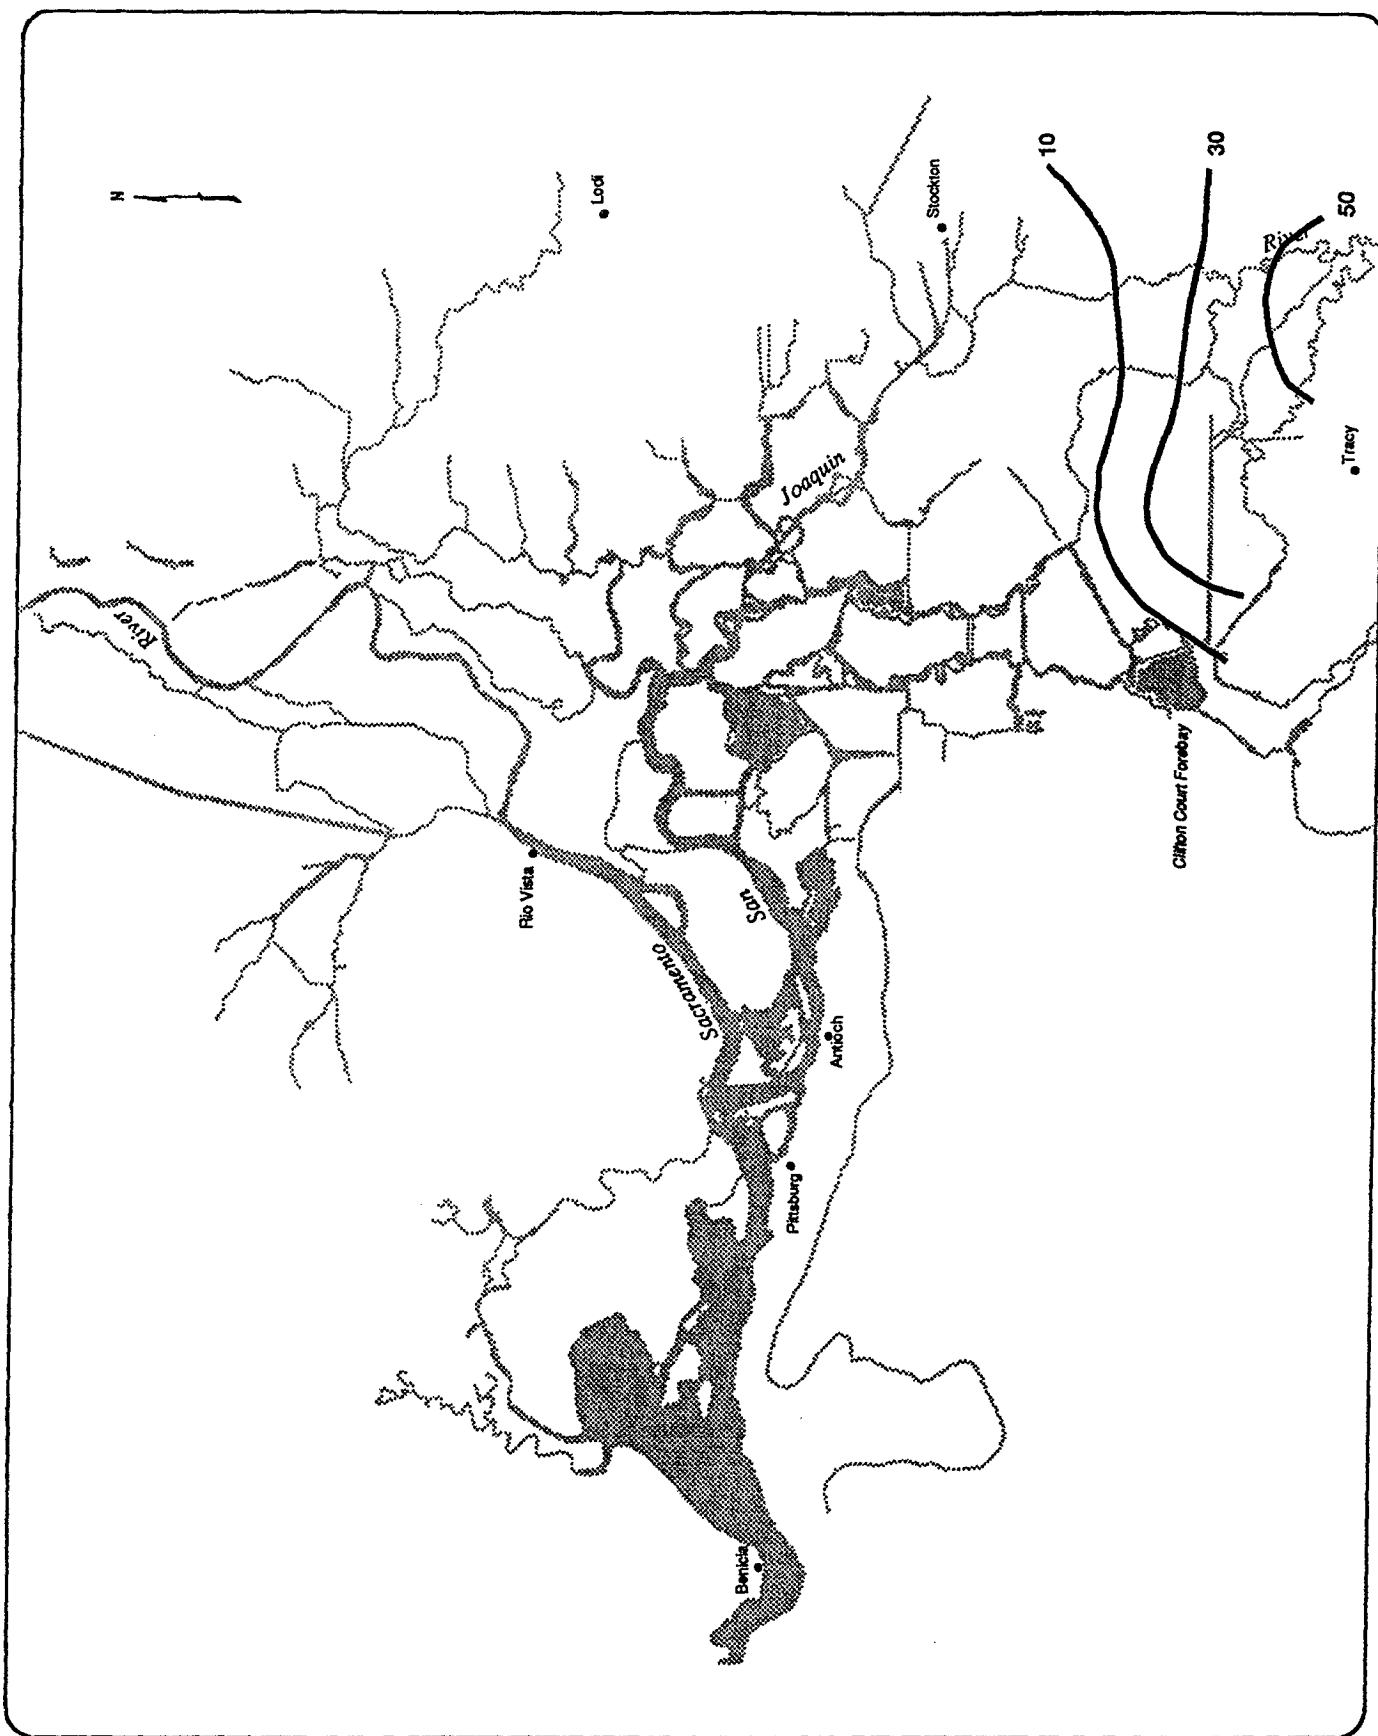 N
Lodi
Stockton
10
30
50
River
Tracy
Joaquin
River
Clifton Court Forebay
Rio Vista
San
Sacramento
Antioch
Pittsburg
Benicia